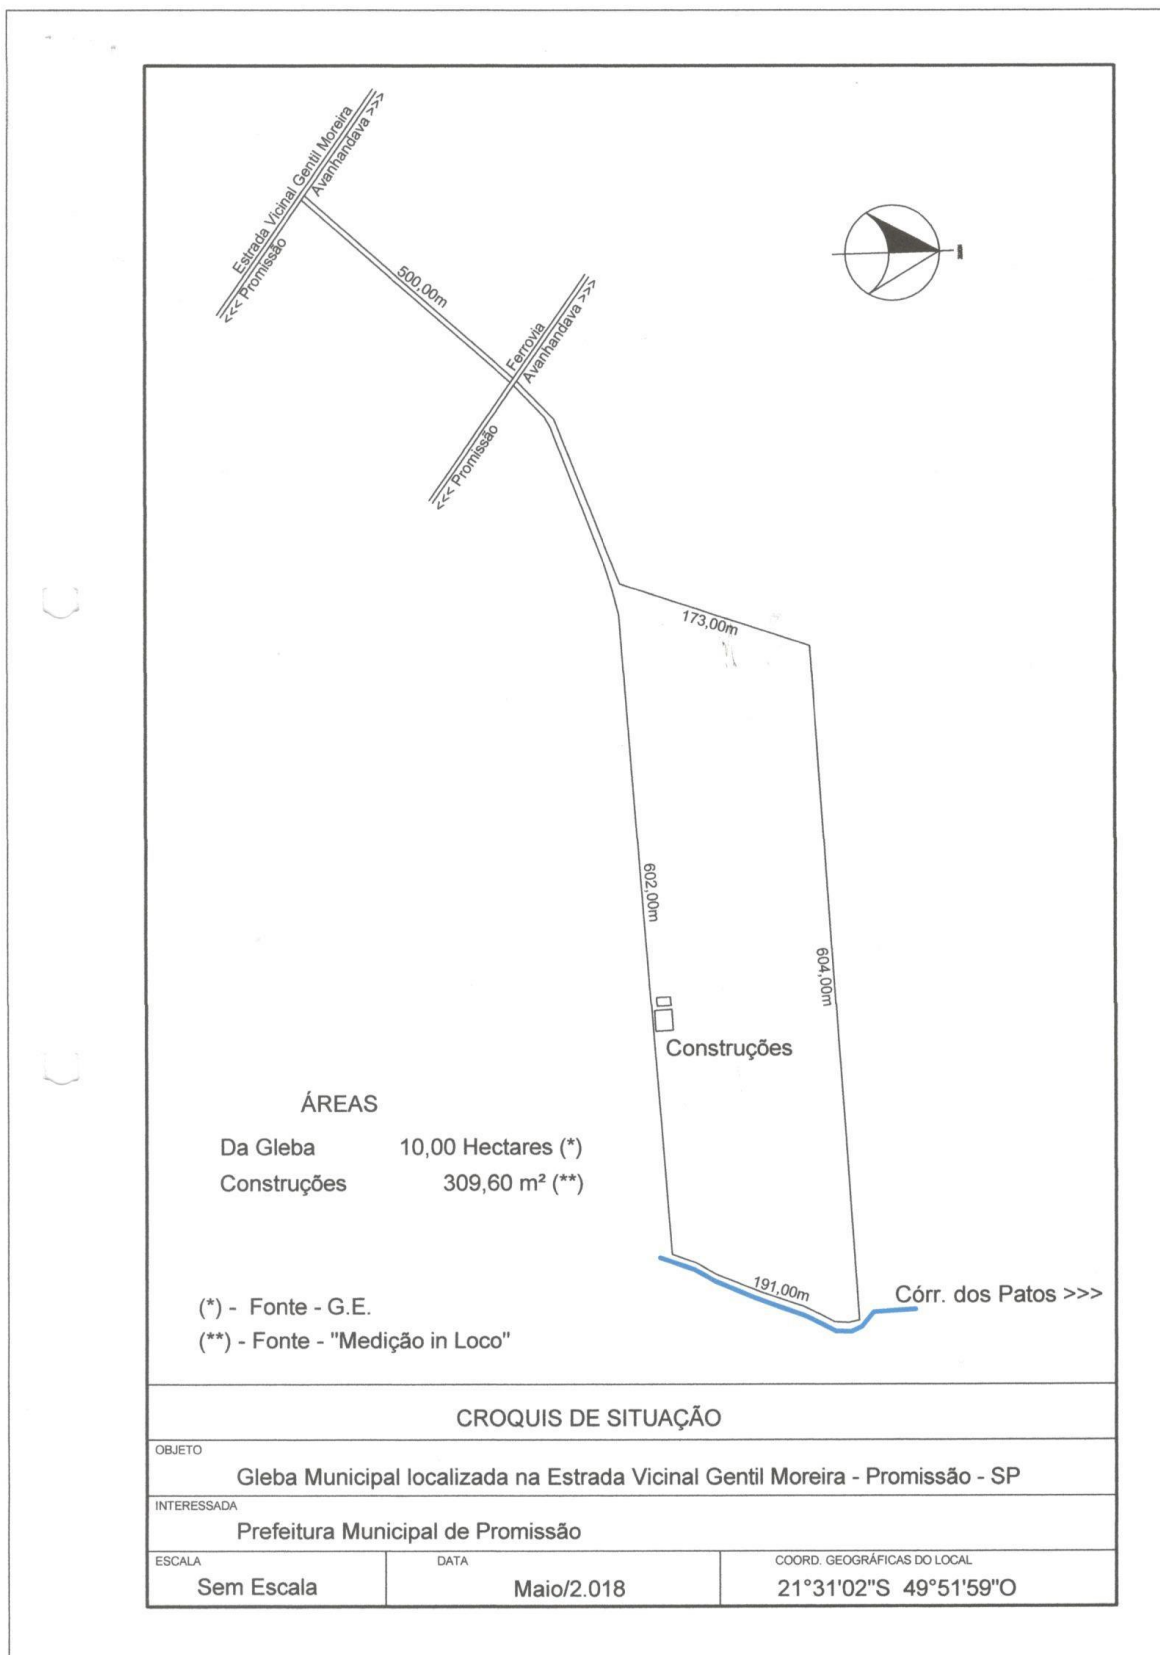 Estrada Vicinal Gentil Moreira
Avanhandava >>>
<<< Promissão
500,00m
Ferrovia
Avanhandava >>>
<<< Promissão
173,00m
602,00m
604,00m
Construções
ÁREAS
Da Gleba 10,00 Hectares (*)
Construções 309,60 m² (**)
191,00m
Córr. dos Patos >>>
(*) - Fonte - G.E.
(**) - Fonte - "Medição in Loco"
CROQUIS DE SITUAÇÃO
OBJETO
Gleba Municipal localizada na Estrada Vicinal Gentil Moreira - Promissão - SP
INTERESSADA
Prefeitura Municipal de Promissão
ESCALA DATA COORD. GEOGRÁFICAS DO LOCAL
Sem Escala Maio/2.018 21°31'02"S 49°51'59"O